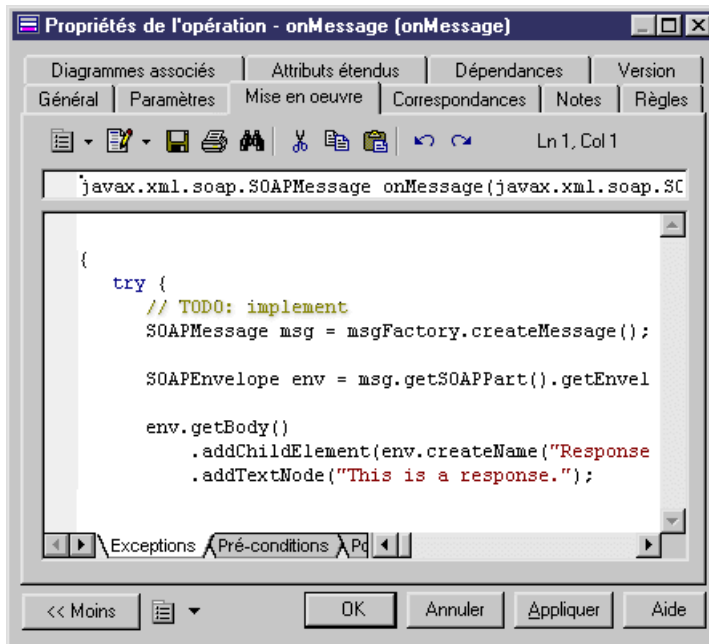 Propriétés de l'opération - onMessage (onMessage)
Diagrammes associés Attributs étendus Dépendances Version
Général Paramètres Mise en oeuvre Correspondances Notes Règles
Ln 1, Col 1
javax.xml.soap.SOAPMessage onMessage(javax.xml.soap.SO
{
try {
// TODO: implement
SOAPMessage msg = msgFactory.createMessage();
SOAPEnvelope env = msg.getSOAPPart().getEnvel
env.getBody()
.addChildElement(env.createName("Response
.addTextNode("This is a response.");
Exceptions Pré-conditions Po
<< Moins OK Annuler Appliquer Aide